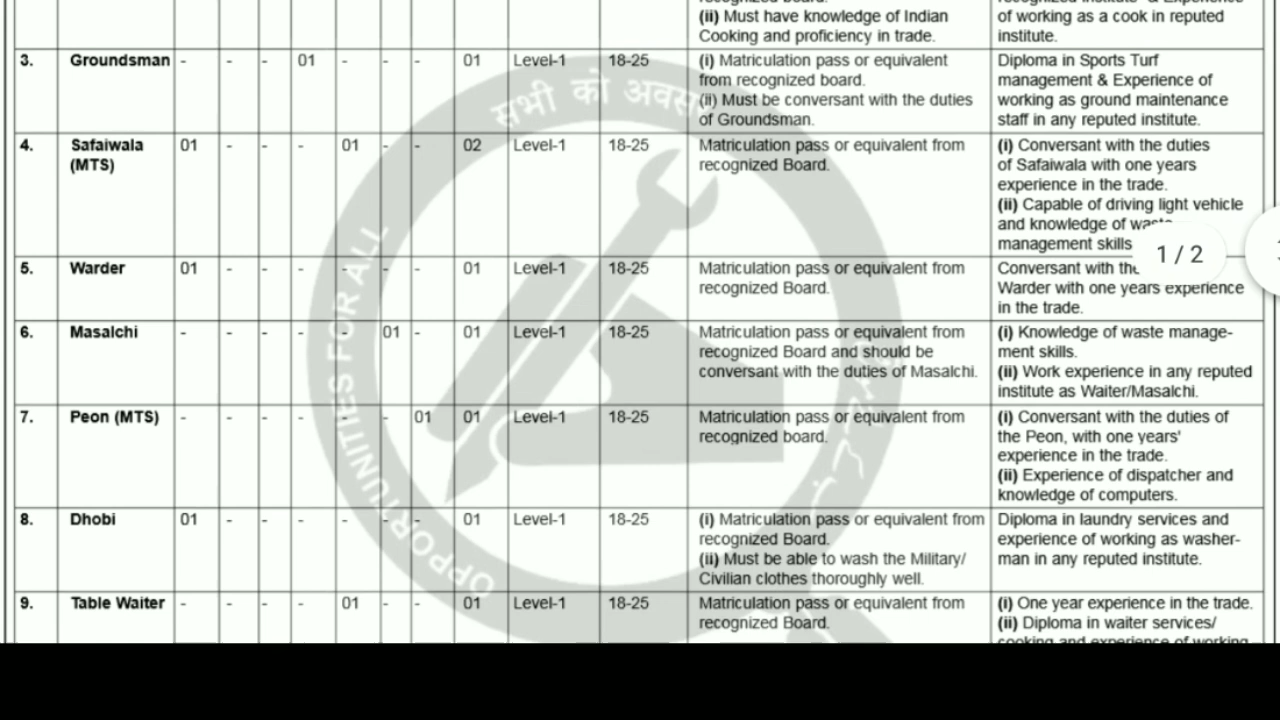 recognized board.
(ii) Must have knowledge of Indian
Cooking and proficiency in trade.
recognized institute & Experience
of working as a cook in reputed
institute.
3. Groundsman - - - 01 - - - 01 Level-1 18-25
(i) Matriculation pass or equivalent
from recognized board.
(ii) Must be conversant with the duties
of Groundsman.
Diploma in Sports Turf
management & Experience of
working as ground maintenance
staff in any reputed institute.
4. Safaiwala 01 - - - 01 - - 02 Level-1 18-25
(MTS)
Matriculation pass or equivalent from
recognized Board.
(i) Conversant with the duties
of Safaiwala with one years
experience in the trade.
(ii) Capable of driving light vehicle
and knowledge of waste
management skills
5. Warder 01 - - - - - - 01 Level-1 18-25
Matriculation pass or equivalent from
recognized Board.
Conversant with the
Warder with one years experience
in the trade.
6. Masalchi - - - - - 01 - 01 Level-1 18-25
Matriculation pass or equivalent from
recognized Board and should be
conversant with the duties of Masalchi.
(i) Knowledge of waste manage-
ment skills.
(ii) Work experience in any reputed
institute as Waiter/Masalchi.
7. Peon (MTS) - - - - - - 01 01 Level-1 18-25
Matriculation pass or equivalent from
recognized board.
(i) Conversant with the duties of
the Peon, with one years'
experience in the trade.
(ii) Experience of dispatcher and
knowledge of computers.
8. Dhobi 01 - - - - - - 01 Level-1 18-25
(i) Matriculation pass or equivalent from
recognized Board.
(ii) Must be able to wash the Military/
Civilian clothes thoroughly well.
Diploma in laundry services and
experience of working as washer-
man in any reputed institute.
9. Table Waiter - - - - 01 - - 01 Level-1 18-25
Matriculation pass or equivalent from
recognized Board.
(i) One year experience in the trade.
(ii) Diploma in waiter services/
cooking and experience of working
1 / 2
सभी को अवसर
OPPORTUNITIES FOR ALL